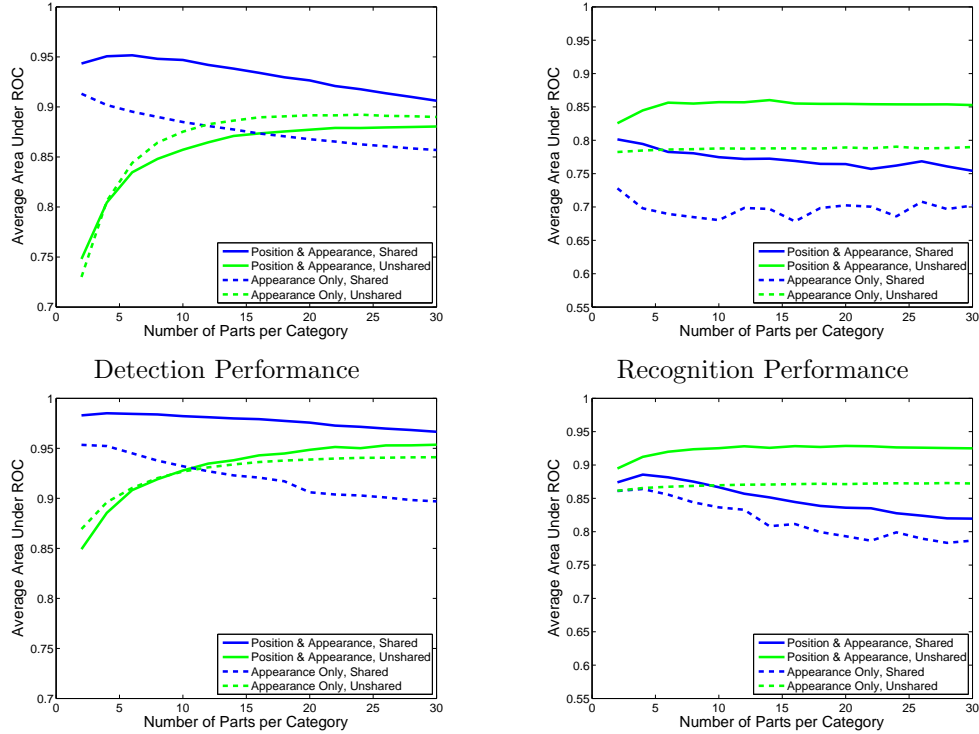 1
0.95
0.9
0.85
0.8
0.75
0.7
0 5 10 15 20 25 30
Average Area Under ROC
Number of Parts per Category
Position & Appearance, Shared
Position & Appearance, Unshared
Appearance Only, Shared
Appearance Only, Unshared
1
0.95
0.9
0.85
0.8
0.75
0.7
0.65
0.6
0.55
0 5 10 15 20 25 30
Average Area Under ROC
Number of Parts per Category
Position & Appearance, Shared
Position & Appearance, Unshared
Appearance Only, Shared
Appearance Only, Unshared
Detection Performance
Recognition Performance
1
0.95
0.9
0.85
0.8
0.75
0.7
0 5 10 15 20 25 30
Average Area Under ROC
Number of Parts per Category
Position & Appearance, Shared
Position & Appearance, Unshared
Appearance Only, Shared
Appearance Only, Unshared
1
0.95
0.9
0.85
0.8
0.75
0.7
0.65
0.6
0.55
0 5 10 15 20 25 30
Average Area Under ROC
Number of Parts per Category
Position & Appearance, Shared
Position & Appearance, Unshared
Appearance Only, Shared
Appearance Only, Unshared